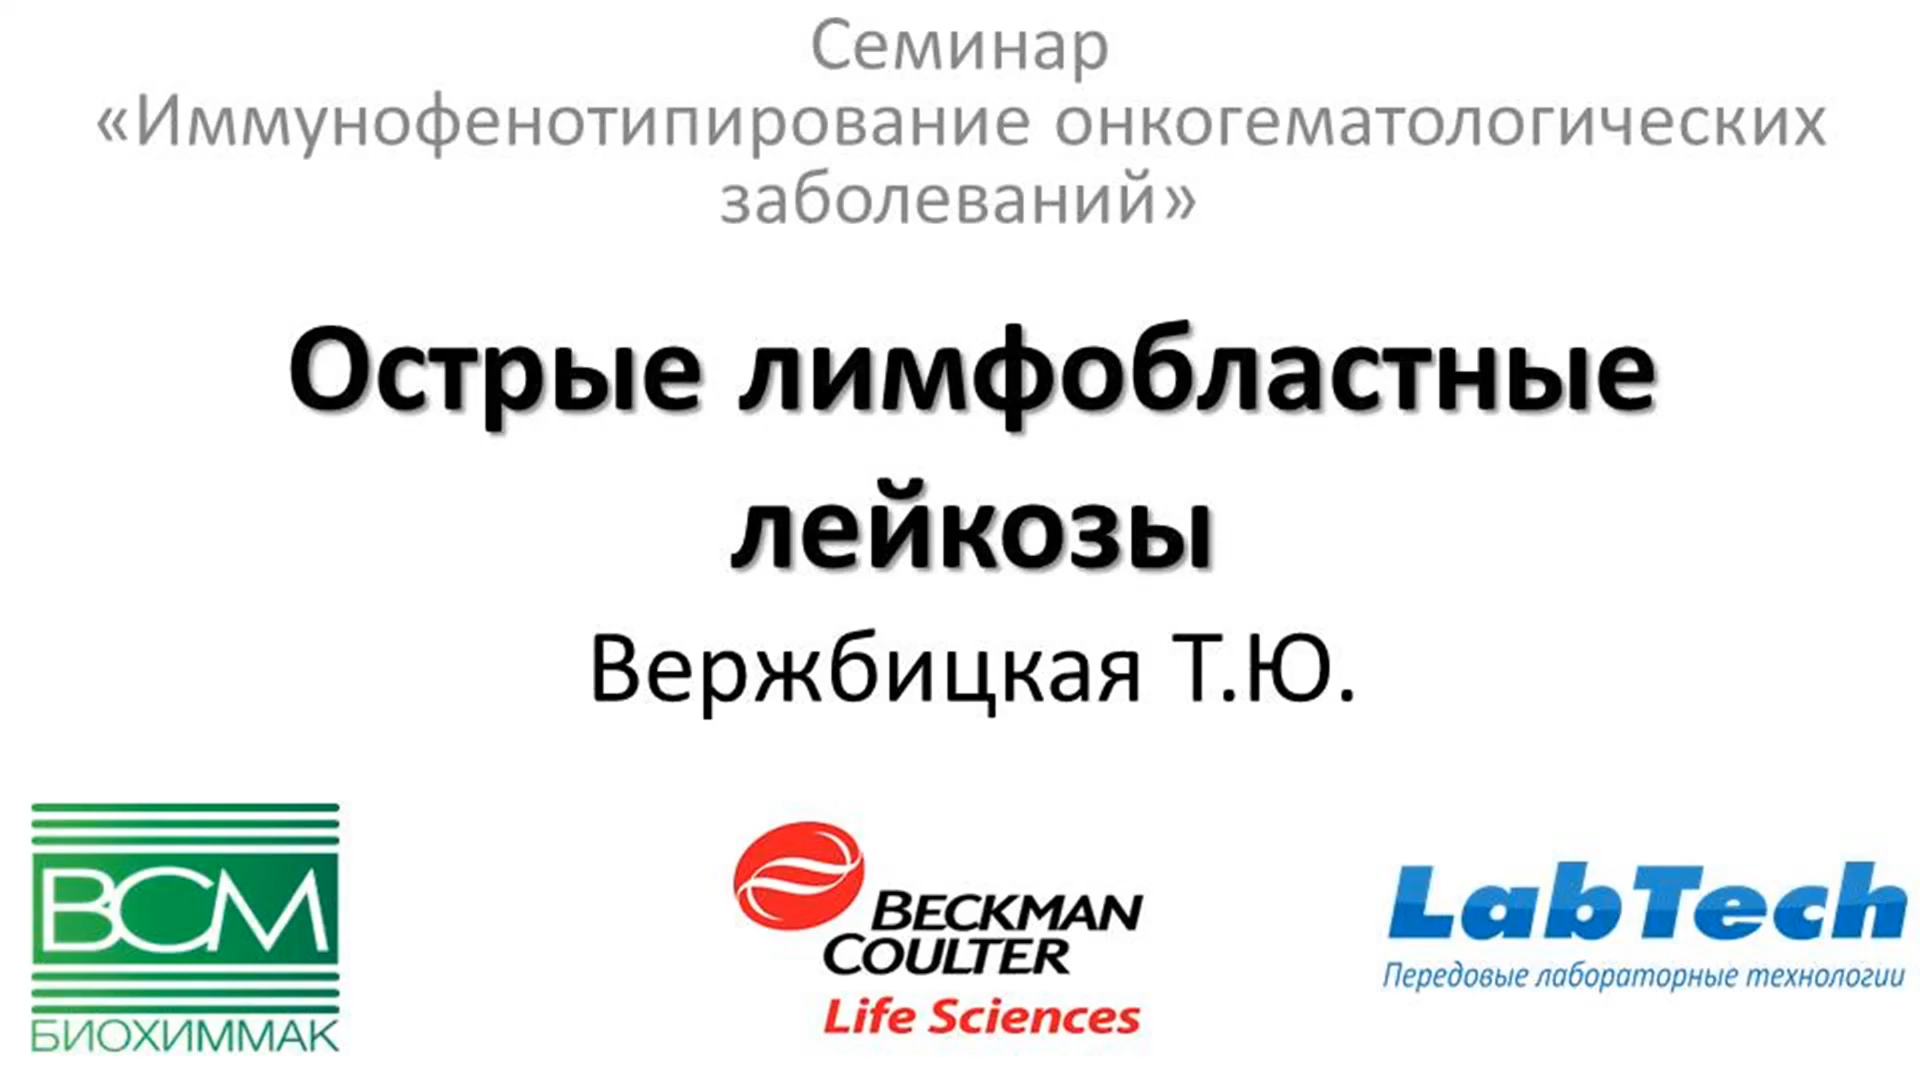 Семинар
«Иммунофенотипирование онкогематологических
заболеваний»
Острые лимфобластные
лейкозы
Вержбицкая Т.Ю.
BCM
БИОХИММАК
BECKMAN
COULTER
Life Sciences
LabTech
Передовые лабораторные технологии